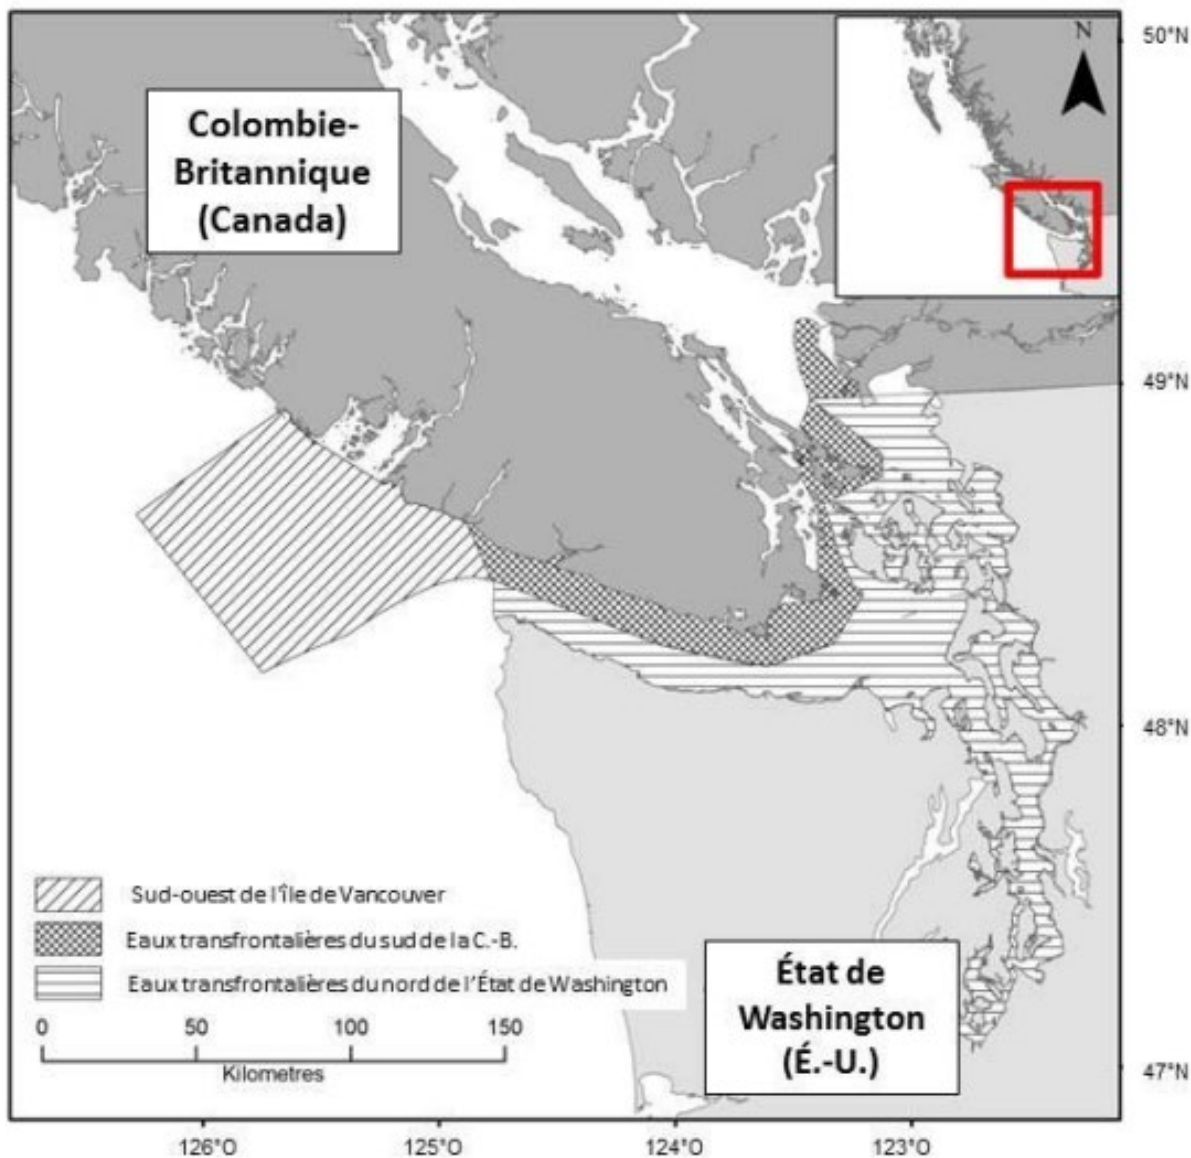 Colombie-
Britannique
(Canada)
N
50°N
49°N
48°N
47°N
Sud-ouest de l'île de Vancouver
Eaux transfrontalières du sud de la C.-B.
Eaux transfrontalières du nord de l'État de Washington
0 50 100 150
Kilometres
État de
Washington
(É.-U.)
126°O 125°O 124°O 123°O